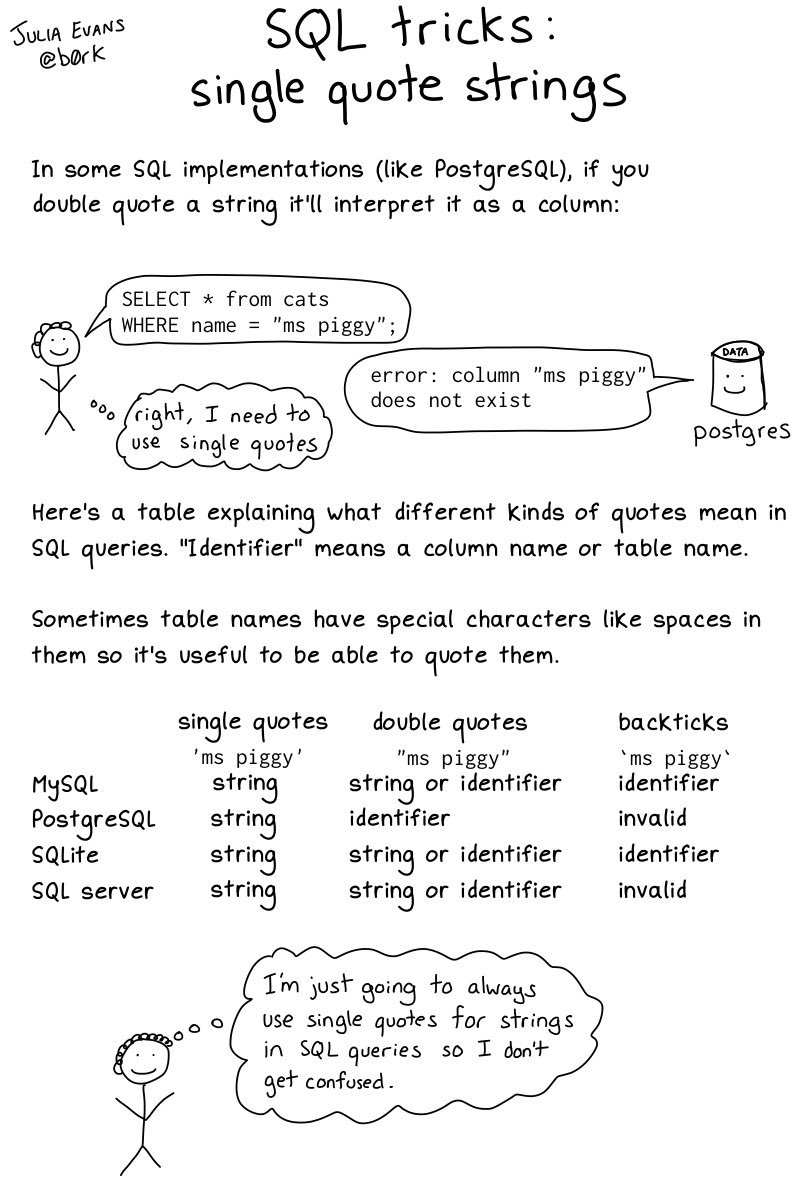 JULIA EVANS
@b0rk
SQL tricks:
single quote strings
In some SQL implementations (like PostgreSQL), if you
double quote a string it'll interpret it as a column:
SELECT * from cats
WHERE name = "ms piggy";
error: column "ms piggy"
does not exist
DATA
postgres
right, I need to
use single quotes
Here's a table explaining what different kinds of quotes mean in
SQL queries. "Identifier" means a column name or table name.
Sometimes table names have special characters like spaces in
them so it's useful to be able to quote them.
single quotes double quotes backticks
'ms piggy' "ms piggy" `ms piggy`
MySQL string string or identifier identifier
PostgreSQL string identifier invalid
SQLite string string or identifier identifier
SQL server string string or identifier invalid
I'm just going to always
use single quotes for strings
in SQL queries so I don't
get confused.